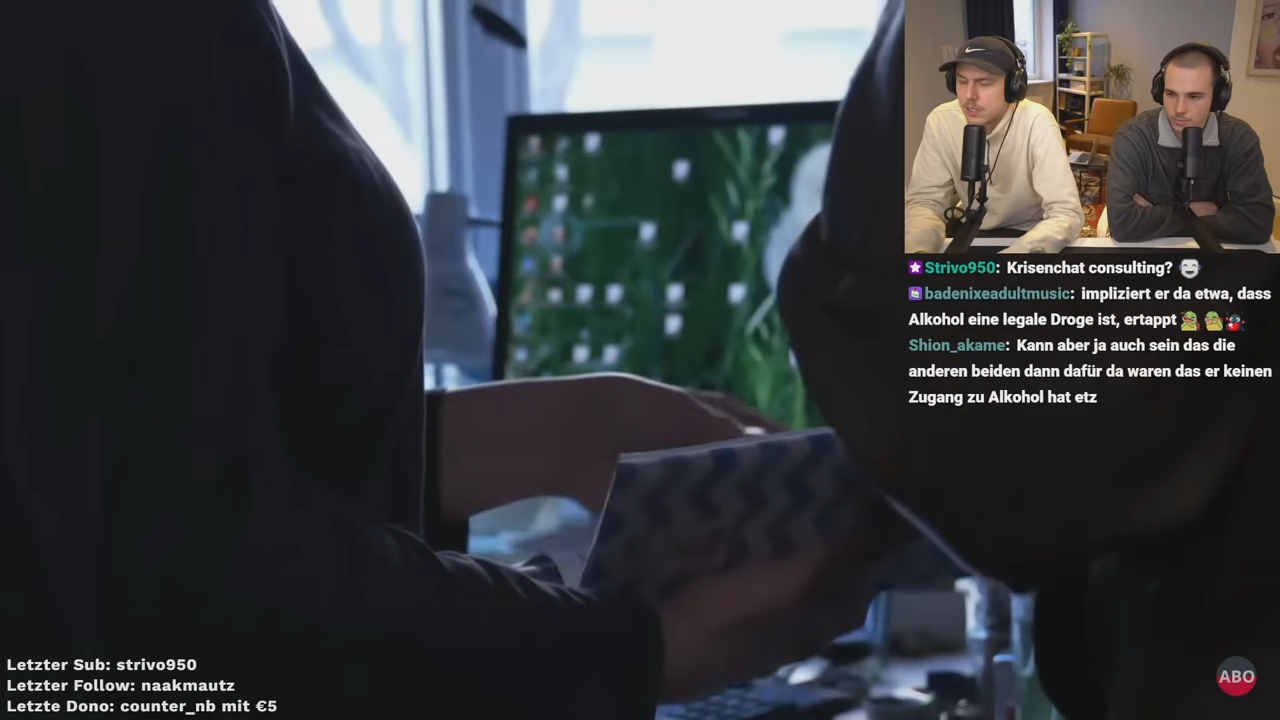 Strivo950: Krisenchat consulting?
badenixeadultmusic: impliziert er da etwa, dass
Alkohol eine legale Droge ist, ertappt
Shion_akame: Kann aber ja auch sein das die
anderen beiden dann dafür da waren das er keinen
Zugang zu Alkohol hat etz
Letzter Sub: strivo950
Letzter Follow: naakmautz
Letzte Dono: counter_nb mit €5
ABO